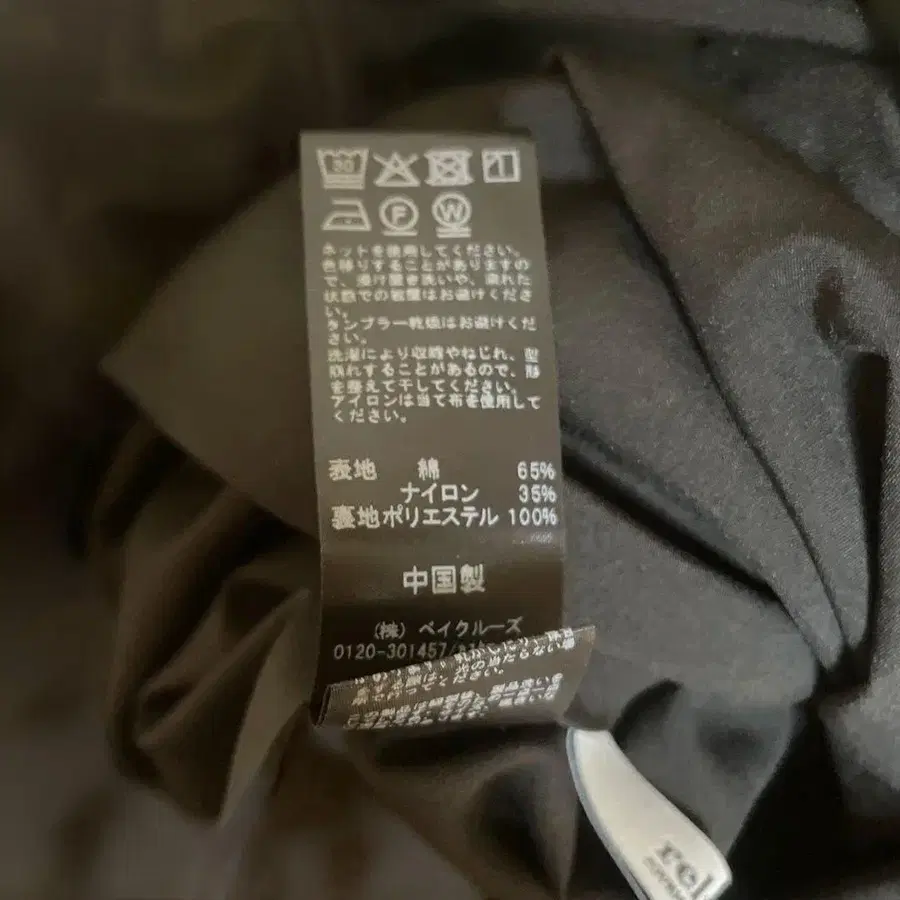 30
F W
ネットを使用してください。
色移りすることがありますの
で、浸け置き洗いや、濡れた
状態での着用はお避けくださ
い。
タンブラー乾燥はお避けくだ
さい。
洗濯により収縮やねじれ、型
崩れすることがあるので、形
を整えて干してください。
アイロンは当て布を使用して
ください。
表地 綿 65%
ナイロン 35%
裏地ポリエステル 100%
中国製
(株) ベイクルーズ
0120-301457/
rel